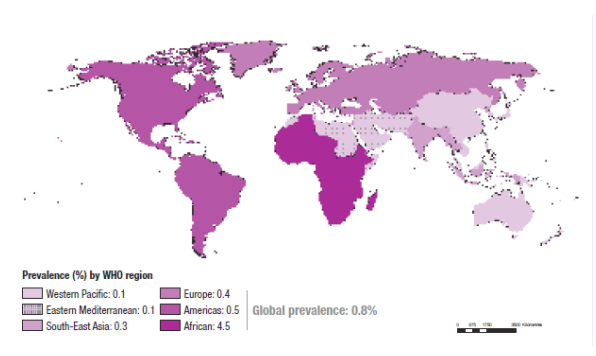 Prevalence (%) by WHO region
Western Pacific: 0.1
Eastern Mediterranean: 0.1
South-East Asia: 0.3
Europe: 0.4
Americas: 0.5
African: 4.5
Global prevalence: 0.8%